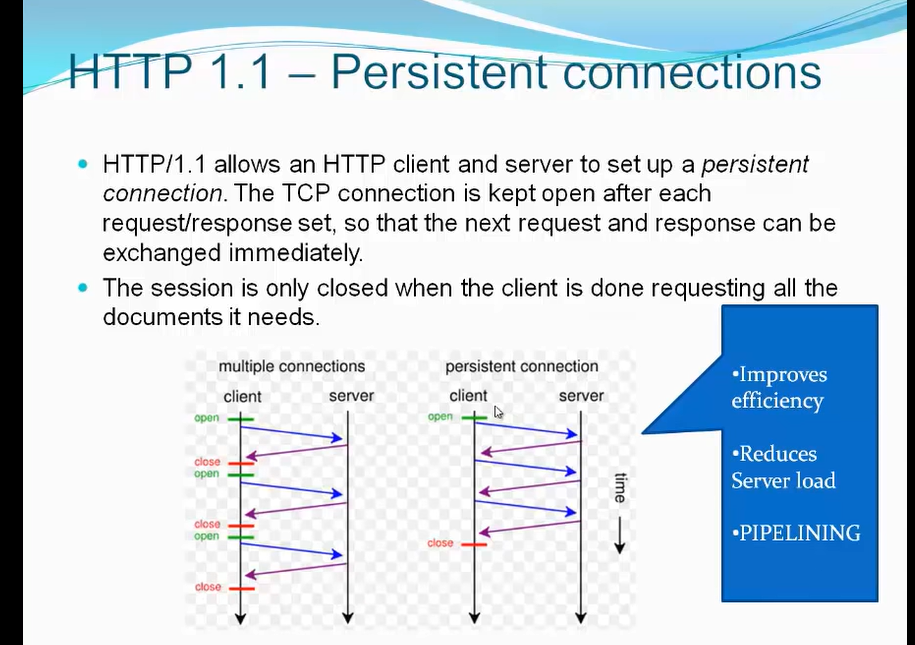 HTTP 1.1 – Persistent connections
• HTTP/1.1 allows an HTTP client and server to set up a persistent
connection. The TCP connection is kept open after each
request/response set, so that the next request and response can be
exchanged immediately.
• The session is only closed when the client is done requesting all the
documents it needs.
multiple connections
client server
open
close
open
close
open
close
persistent connection
client server
open
close
time
•Improves
efficiency
•Reduces
Server load
•PIPELINING